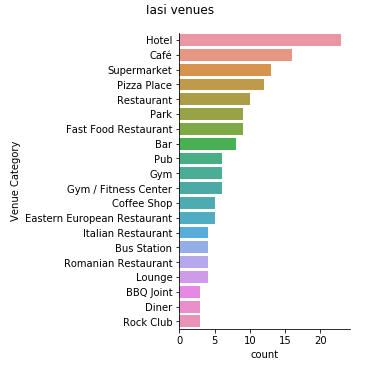 Iasi venues
Hotel
Café
Supermarket
Pizza Place
Restaurant
Park
Fast Food Restaurant
Bar
Pub
Gym
Gym / Fitness Center
Coffee Shop
Eastern European Restaurant
Italian Restaurant
Bus Station
Romanian Restaurant
Lounge
BBQ Joint
Diner
Rock Club
Venue Category
0 5 10 15 20
count